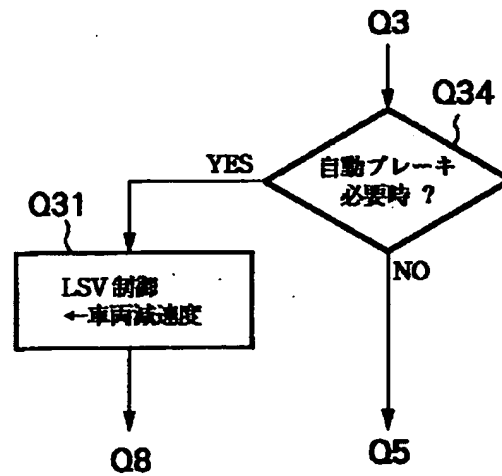 Q3
Q34
自動ブレーキ
必要時 ?
YES
NO
Q31
LSV 制御
←車両減速度
Q8
Q5